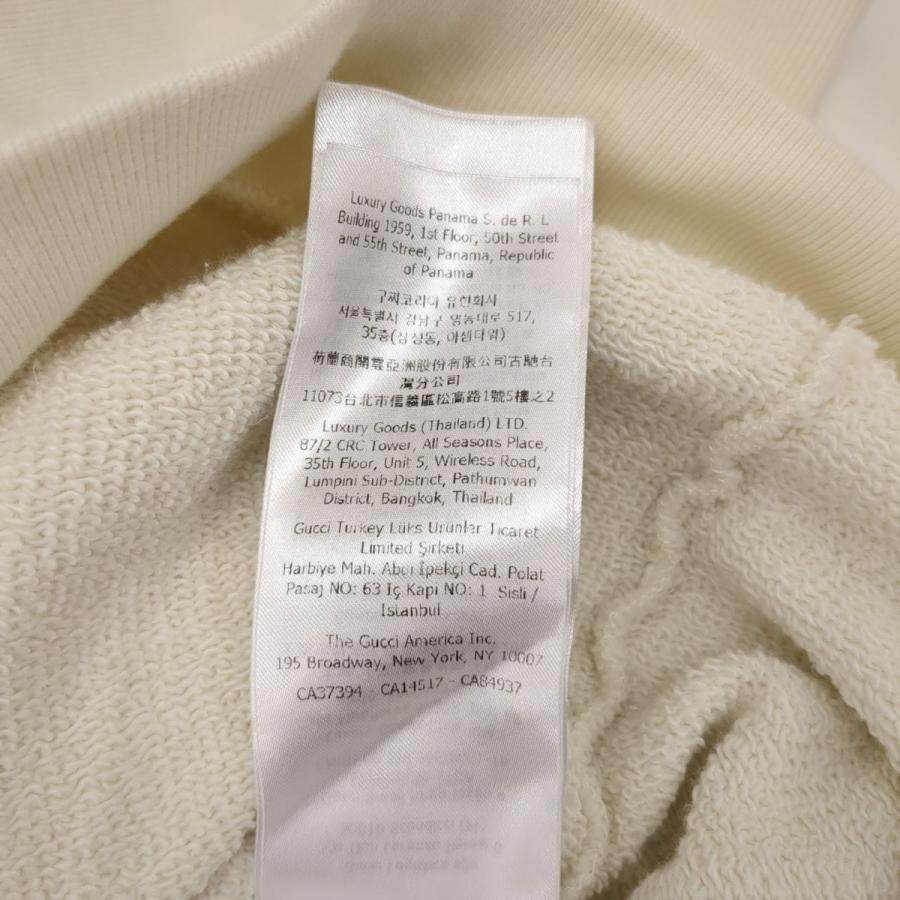 Luxury Goods Panama S. de R. L
Building 1959, 1st Floor, 50th Street
and 55th Street, Panama, Republic
of Panama
구찌코리아 유한회사
서울특별시 강남구 영동대로 517,
35층(삼성동, 아셈타워)
荷蘭商開雲亞洲股份有限公司古馳台
灣分公司
11073台北市信義區松高路1號5樓之2
Luxury Goods (Thailand) LTD.
87/2 CRC Tower, All Seasons Place,
35th Floor, Unit 5, Wireless Road,
Lumpini Sub-District, Pathumwan
District, Bangkok, Thailand
Gucci Turkey Lüks Ürünler Ticaret
Limited Şirketi
Harbiye Mah. Abdi İpekçi Cad. Polat
Pasaj NO: 63 İç Kapı NO: 1 Sisli /
Istanbul
The Gucci America Inc.
195 Broadway, New York, NY 10007
CA37394 - CA14517 - CA84937